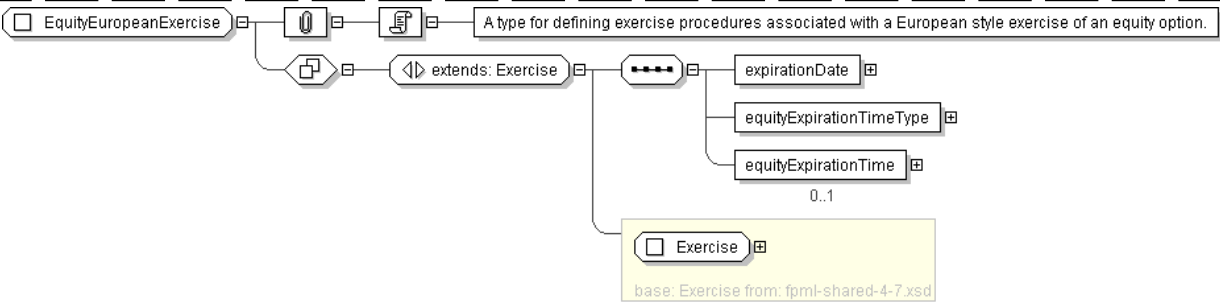 EquityEuropeanExercise
A type for defining exercise procedures associated with a European style exercise of an equity option.
extends: Exercise
expirationDate
equityExpirationTimeType
equityExpirationTime
0..1
Exercise
base: Exercise from: fpml-shared-4-7.xsd